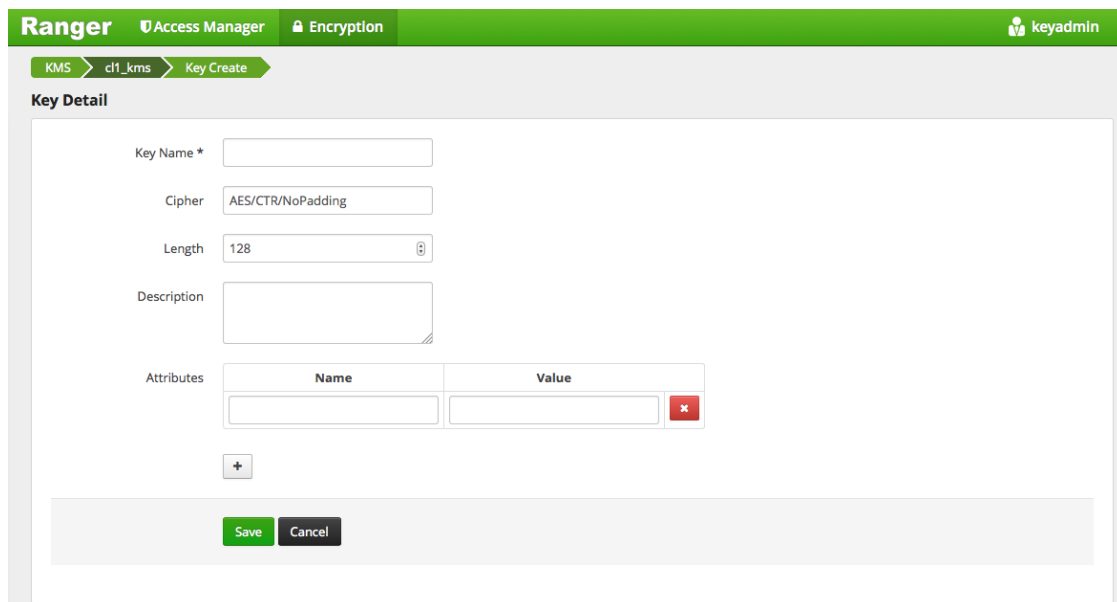 Ranger Access Manager Encryption keyadmin
KMS cl1_kms Key Create
Key Detail
Key Name *
Cipher AES/CTR/NoPadding
Length 128
Description
Attributes Name Value
+
Save Cancel